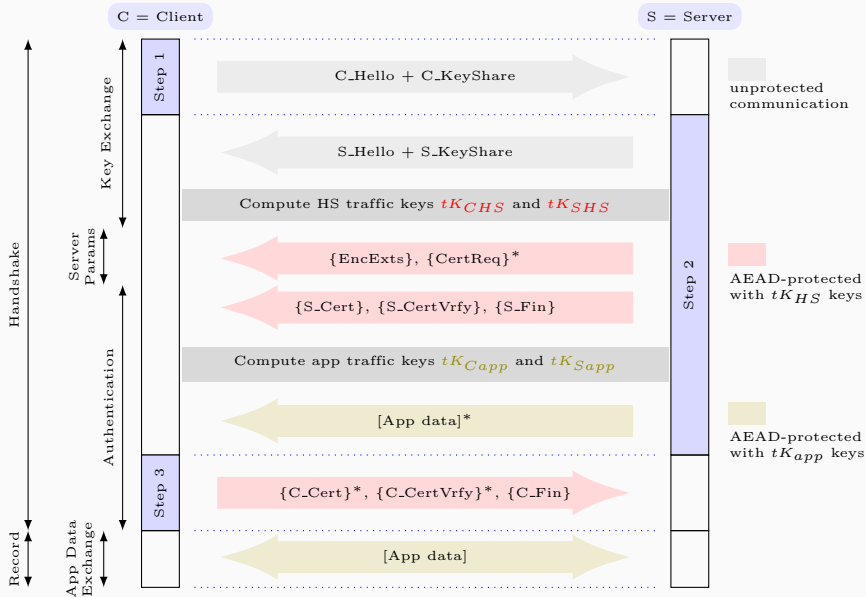 C = Client
S = Server
Handshake
Record
Key Exchange
Server
Params
Authentication
App Data
Exchange
Step 1
Step 2
Step 3
C_Hello + C_KeyShare
S_Hello + S_KeyShare
Compute HS traffic keys tK_CHS and tK_SHS
{EncExts}, {CertReq}*
{S_Cert}, {S_CertVrfy}, {S_Fin}
Compute app traffic keys tK_Capp and tK_Sapp
[App data]*
{C_Cert}*, {C_CertVrfy}*, {C_Fin}
[App data]
unprotected
communication
AEAD-protected
with tK_HS keys
AEAD-protected
with tK_app keys